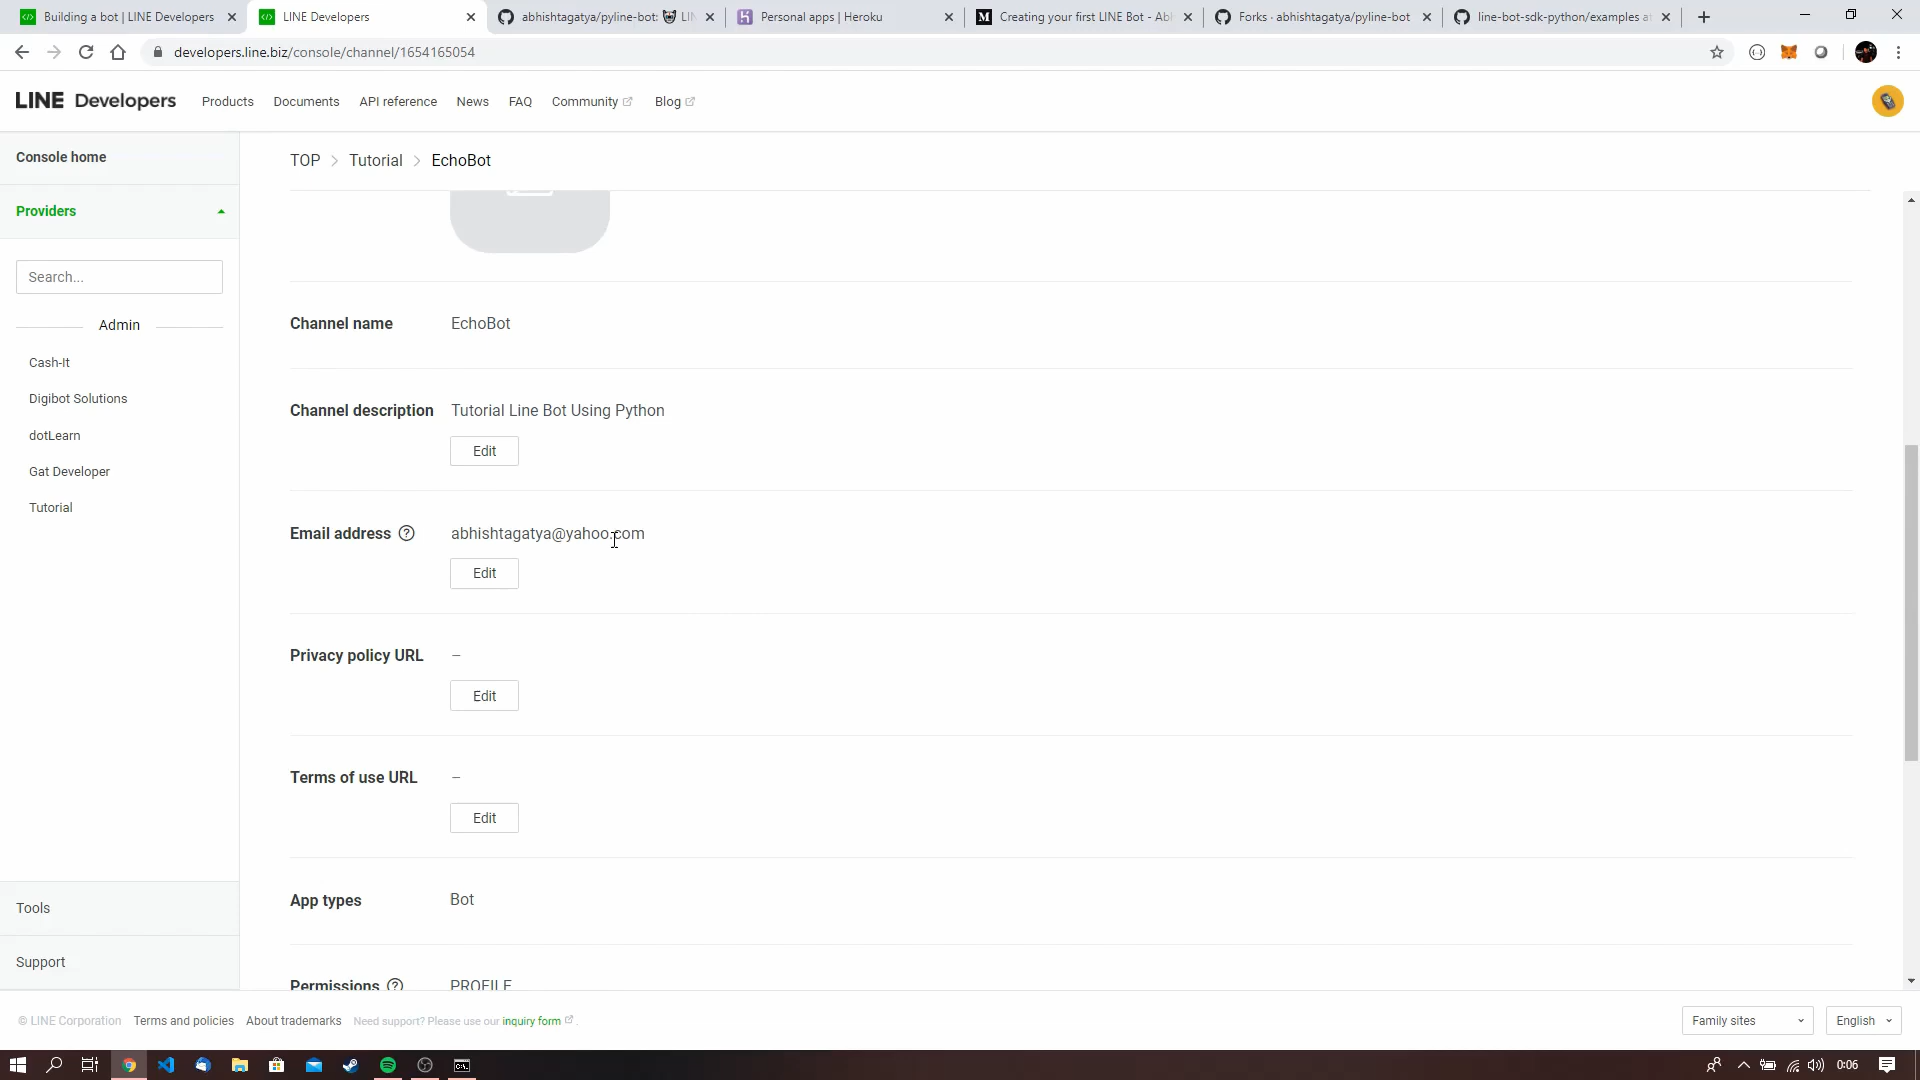 Building a bot | LINE Developers
LINE Developers
abhishtagatya/pyline-bot: LIN
Personal apps | Heroku
Creating your first LINE Bot - Abl
Forks · abhishtagatya/pyline-bot
line-bot-sdk-python/examples at
developers.line.biz/console/channel/1654165054
LINE Developers
Products
Documents
API reference
News
FAQ
Community
Blog
Console home
Providers
Search...
Admin
Cash-It
Digibot Solutions
dotLearn
Gat Developer
Tutorial
Tools
Support
TOP > Tutorial > EchoBot
Channel name EchoBot
Channel description Tutorial Line Bot Using Python
Edit
Email address ? abhishtagatya@yahoo.com
Edit
Privacy policy URL –
Edit
Terms of use URL –
Edit
App types Bot
Permissions ? PROFILE
© LINE Corporation Terms and policies About trademarks Need support? Please use our inquiry form .
Family sites
English
0:06